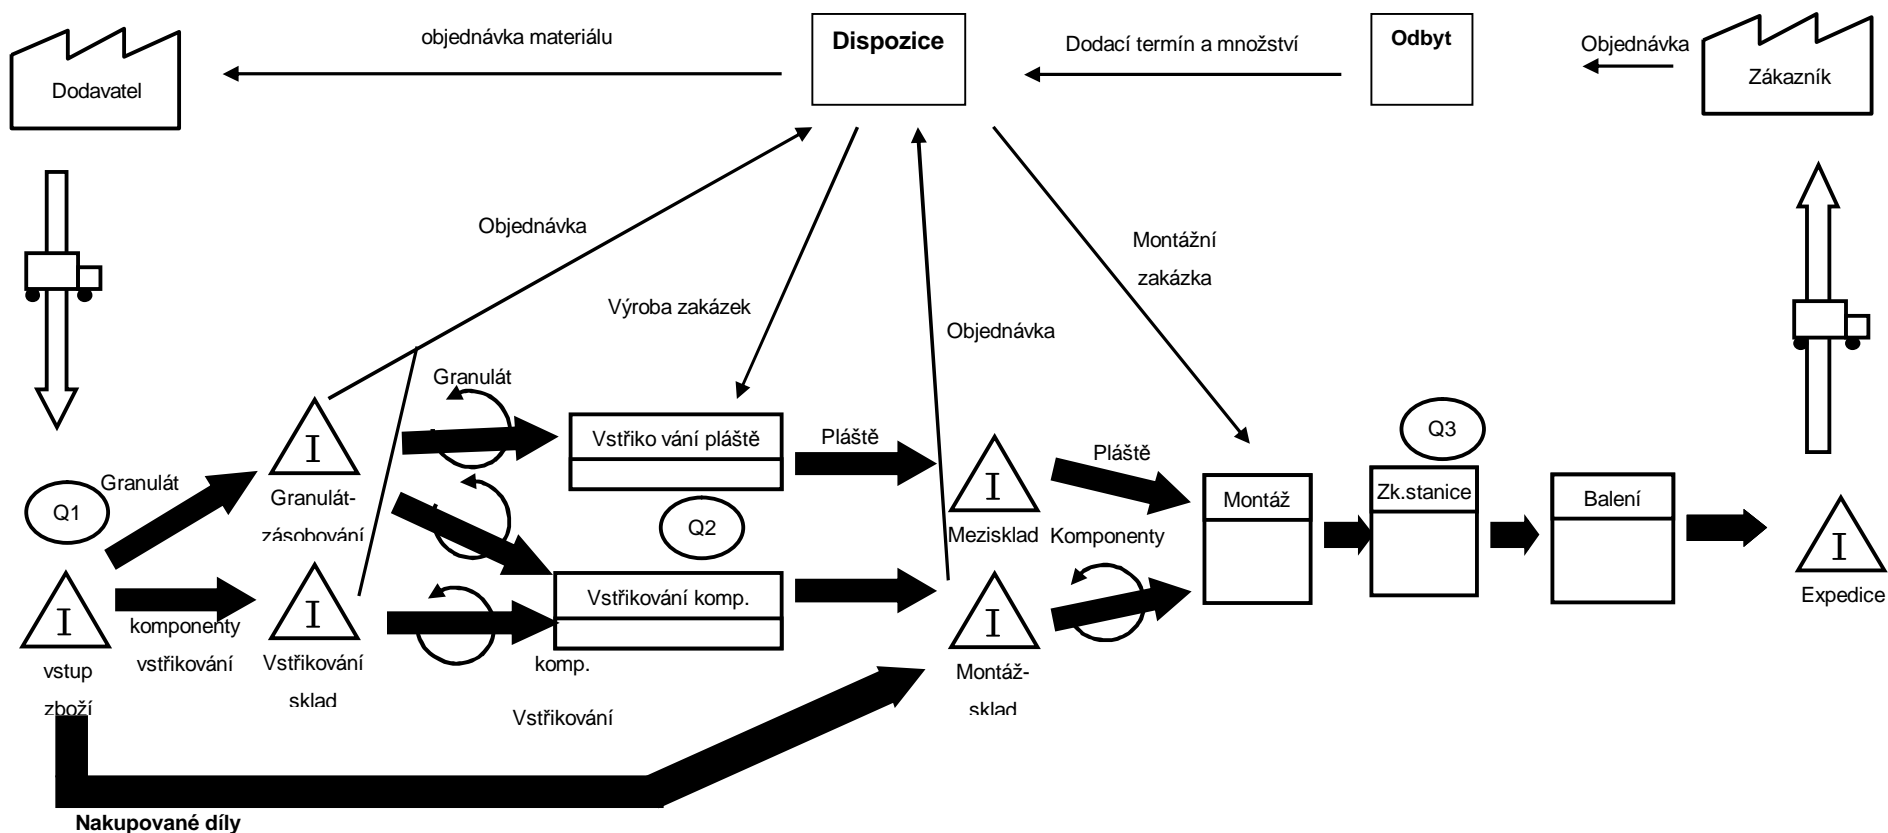 objednávka materiálu
Dispozice
Dodací termín a množství
Odbyt
Objednávka
Dodavatel
Zákazník
Objednávka
Montážní
zakázka
Výroba zakázek
Objednávka
Granulát
Vstřiko vání pláště
Pláště
Q3
Granulát
I
Pláště
Q1
Granulát-
zásobování
I
Montáž
Zk.stanice
Balení
Q2
Mezisklad
Komponenty
I
Expedice
I
komponenty
vstřikování
I
Vstřikování komp.
I
vstup
zboží
Vstřikování
sklad
komp.
Vstřikování
Montáž-
sklad
Nakupované díly